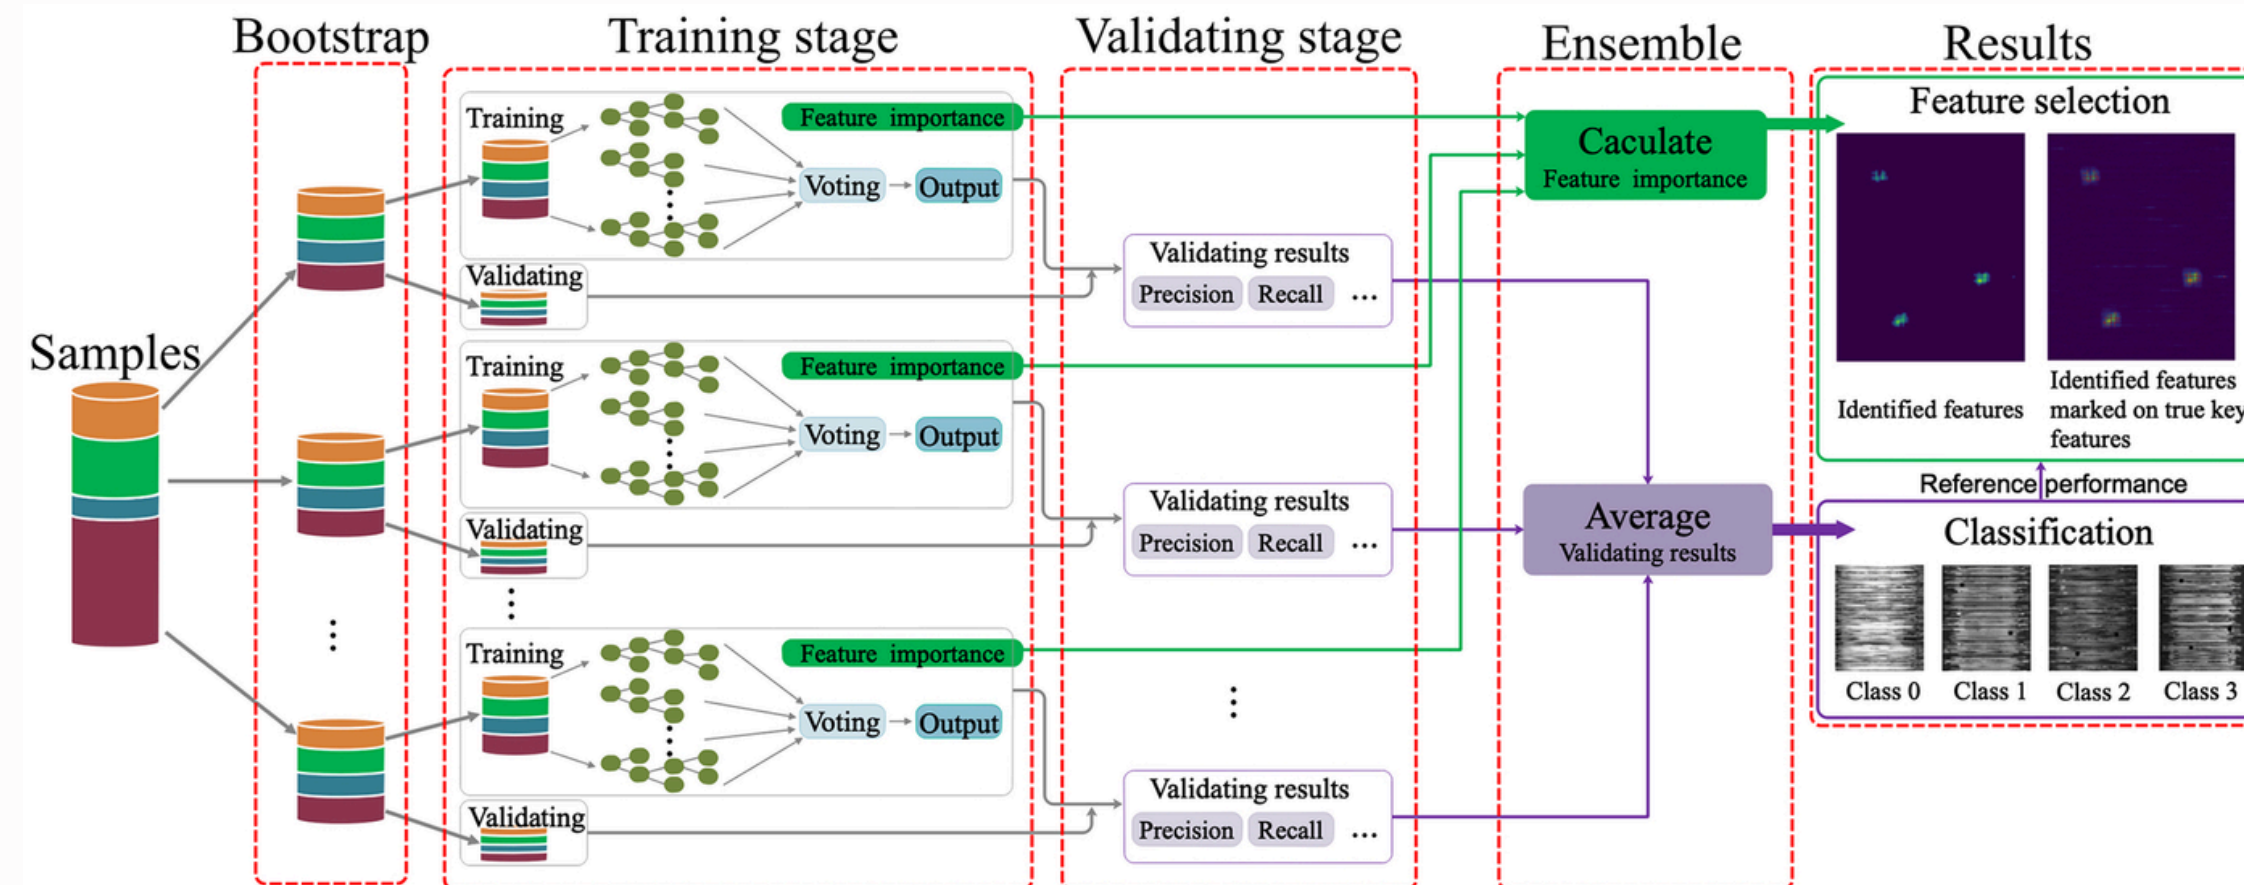 Bootstrap
Training stage
Validating stage
Ensemble
Results
Samples
Training
Feature importance
Voting
Output
Validating
Validating results
Precision
Recall
...
Training
Feature importance
Voting
Output
Validating
Validating results
Precision
Recall
...
Training
Feature importance
Voting
Output
Validating
Validating results
Precision
Recall
...
Caculate
Feature importance
Average
Validating results
Feature selection
Identified features
Identified features
marked on true key
features
Reference performance
Classification
Class 0
Class 1
Class 2
Class 3